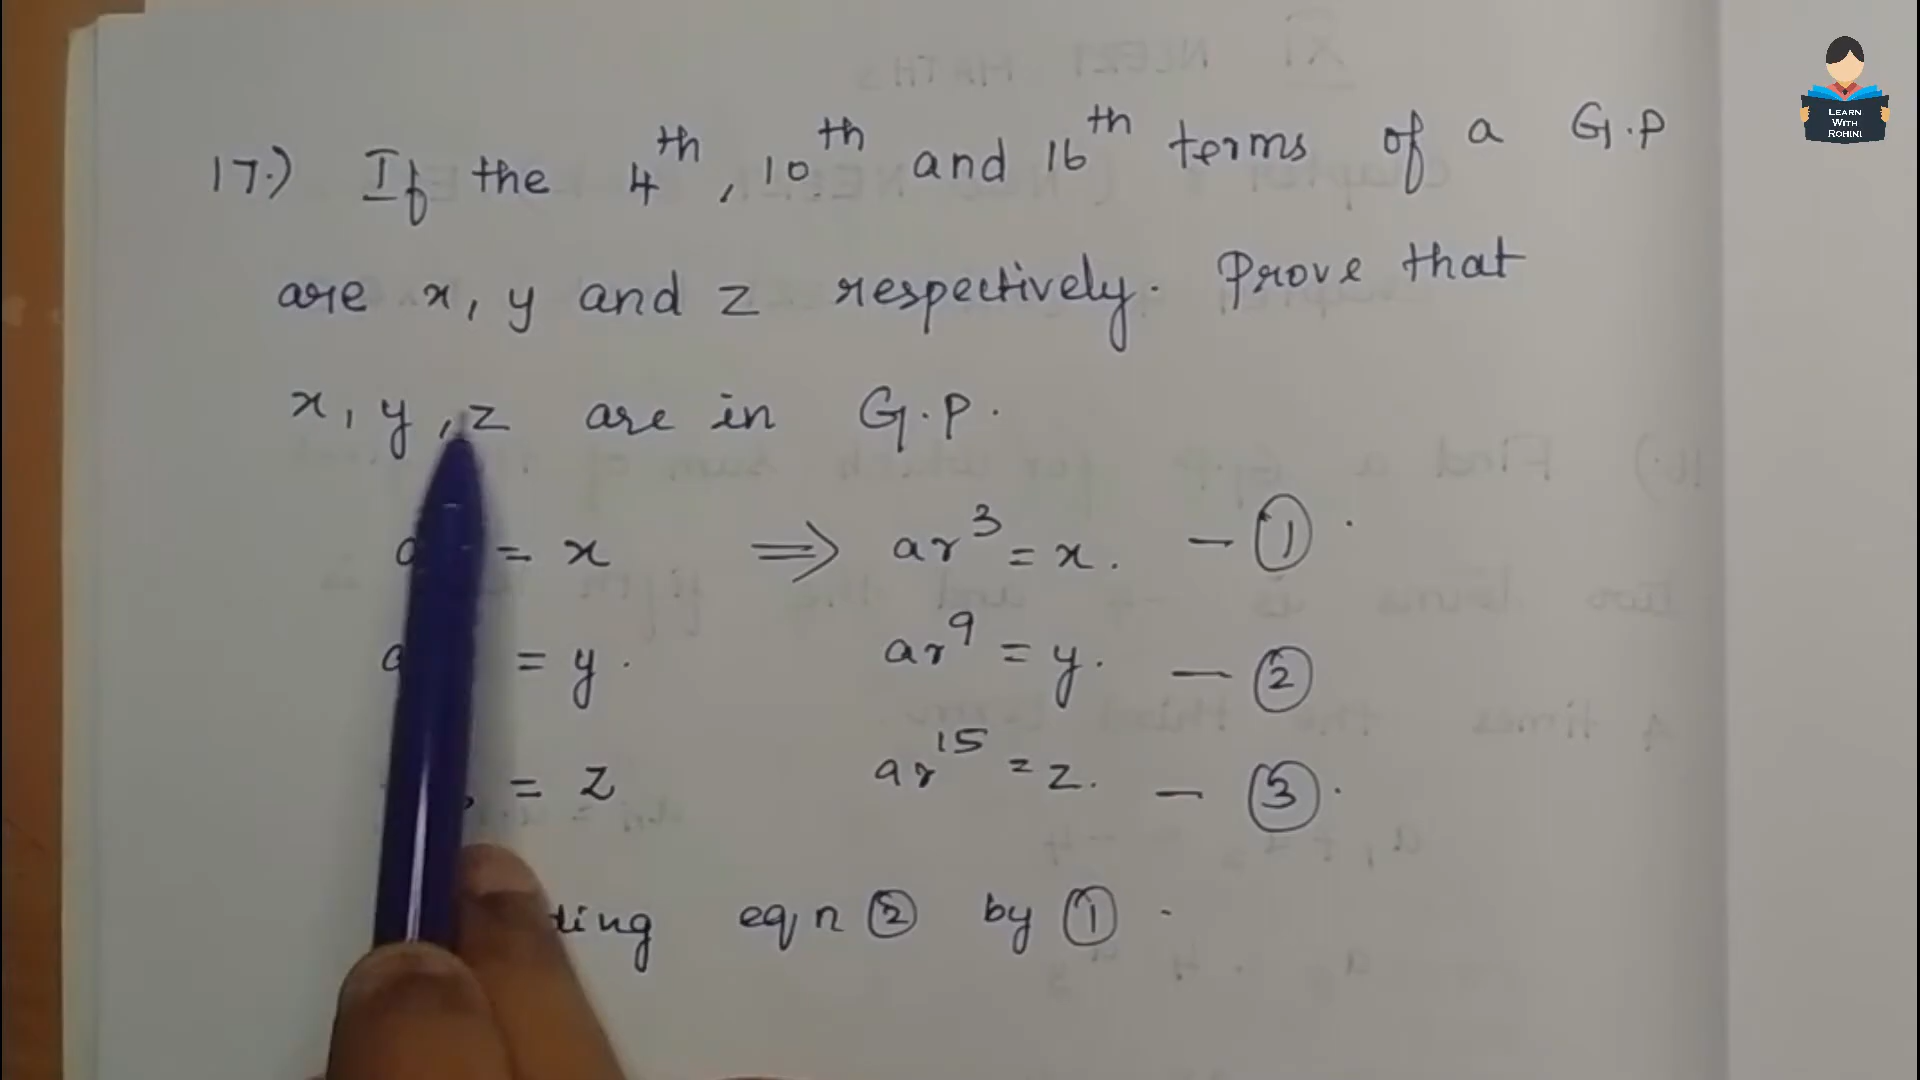 LEARN
WITH
ROHINI
17.) If the 4th, 10th and 16th terms of a G.P
are x, y and z respectively. Prove that
x, y, z are in G.P.
= x ⟹ ar³ = x. — ①
= y. ar⁹ = y. — ②
= z ar¹⁵ = z. — ③
eqn ② by ①.